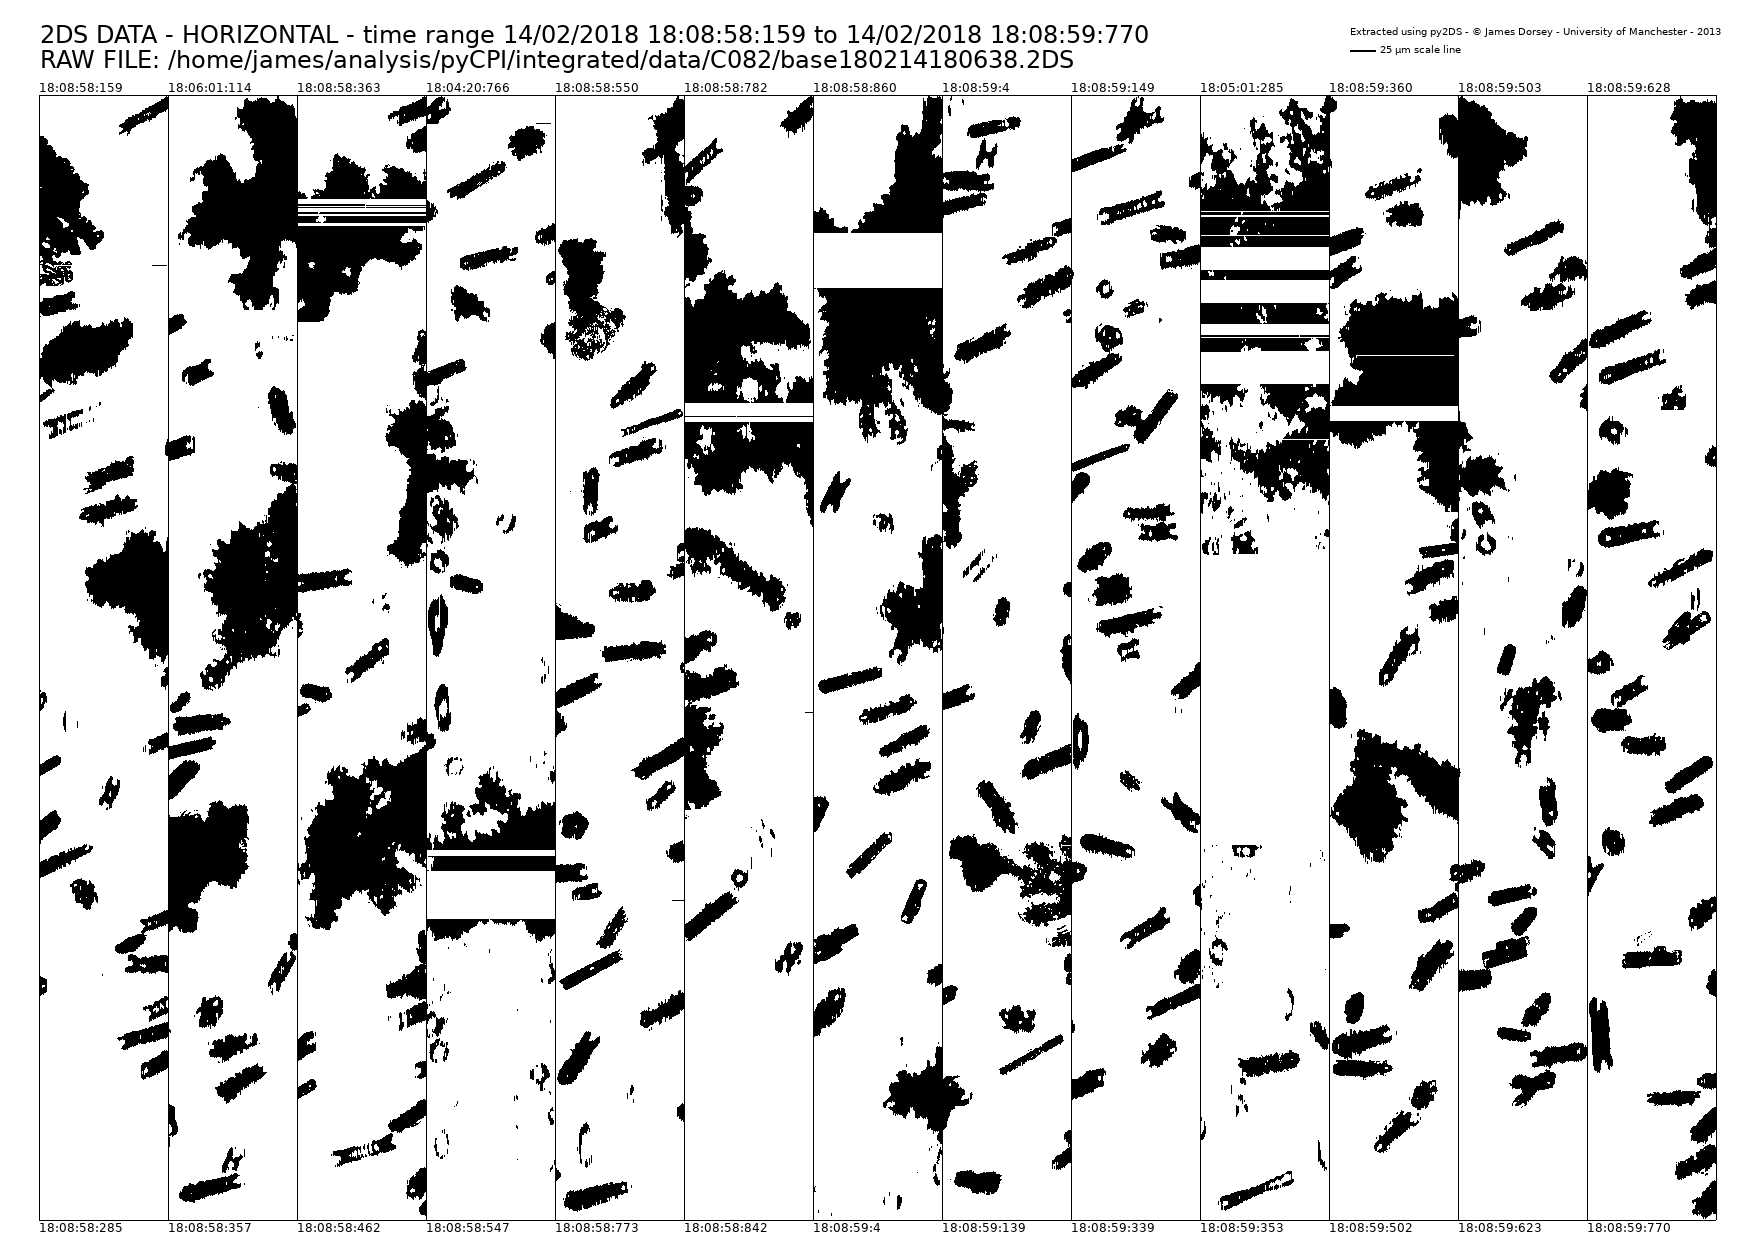 2DS DATA - HORIZONTAL - time range 14/02/2018 18:08:58:159 to 14/02/2018 18:08:59:770
RAW FILE: /home/james/analysis/pyCPI/integrated/data/C082/base180214180638.2DS
Extracted using py2DS - © James Dorsey - University of Manchester - 2013
25 μm scale line
18:08:58:159 18:06:01:114 18:08:58:363 18:04:20:766 18:08:58:550 18:08:58:782 18:08:58:860 18:08:59:4 18:08:59:149 18:05:01:285 18:08:59:360 18:08:59:503 18:08:59:628
18:08:58:285 18:08:58:357 18:08:58:462 18:08:58:547 18:08:58:773 18:08:58:842 18:08:59:4 18:08:59:139 18:08:59:339 18:08:59:353 18:08:59:502 18:08:59:623 18:08:59:770